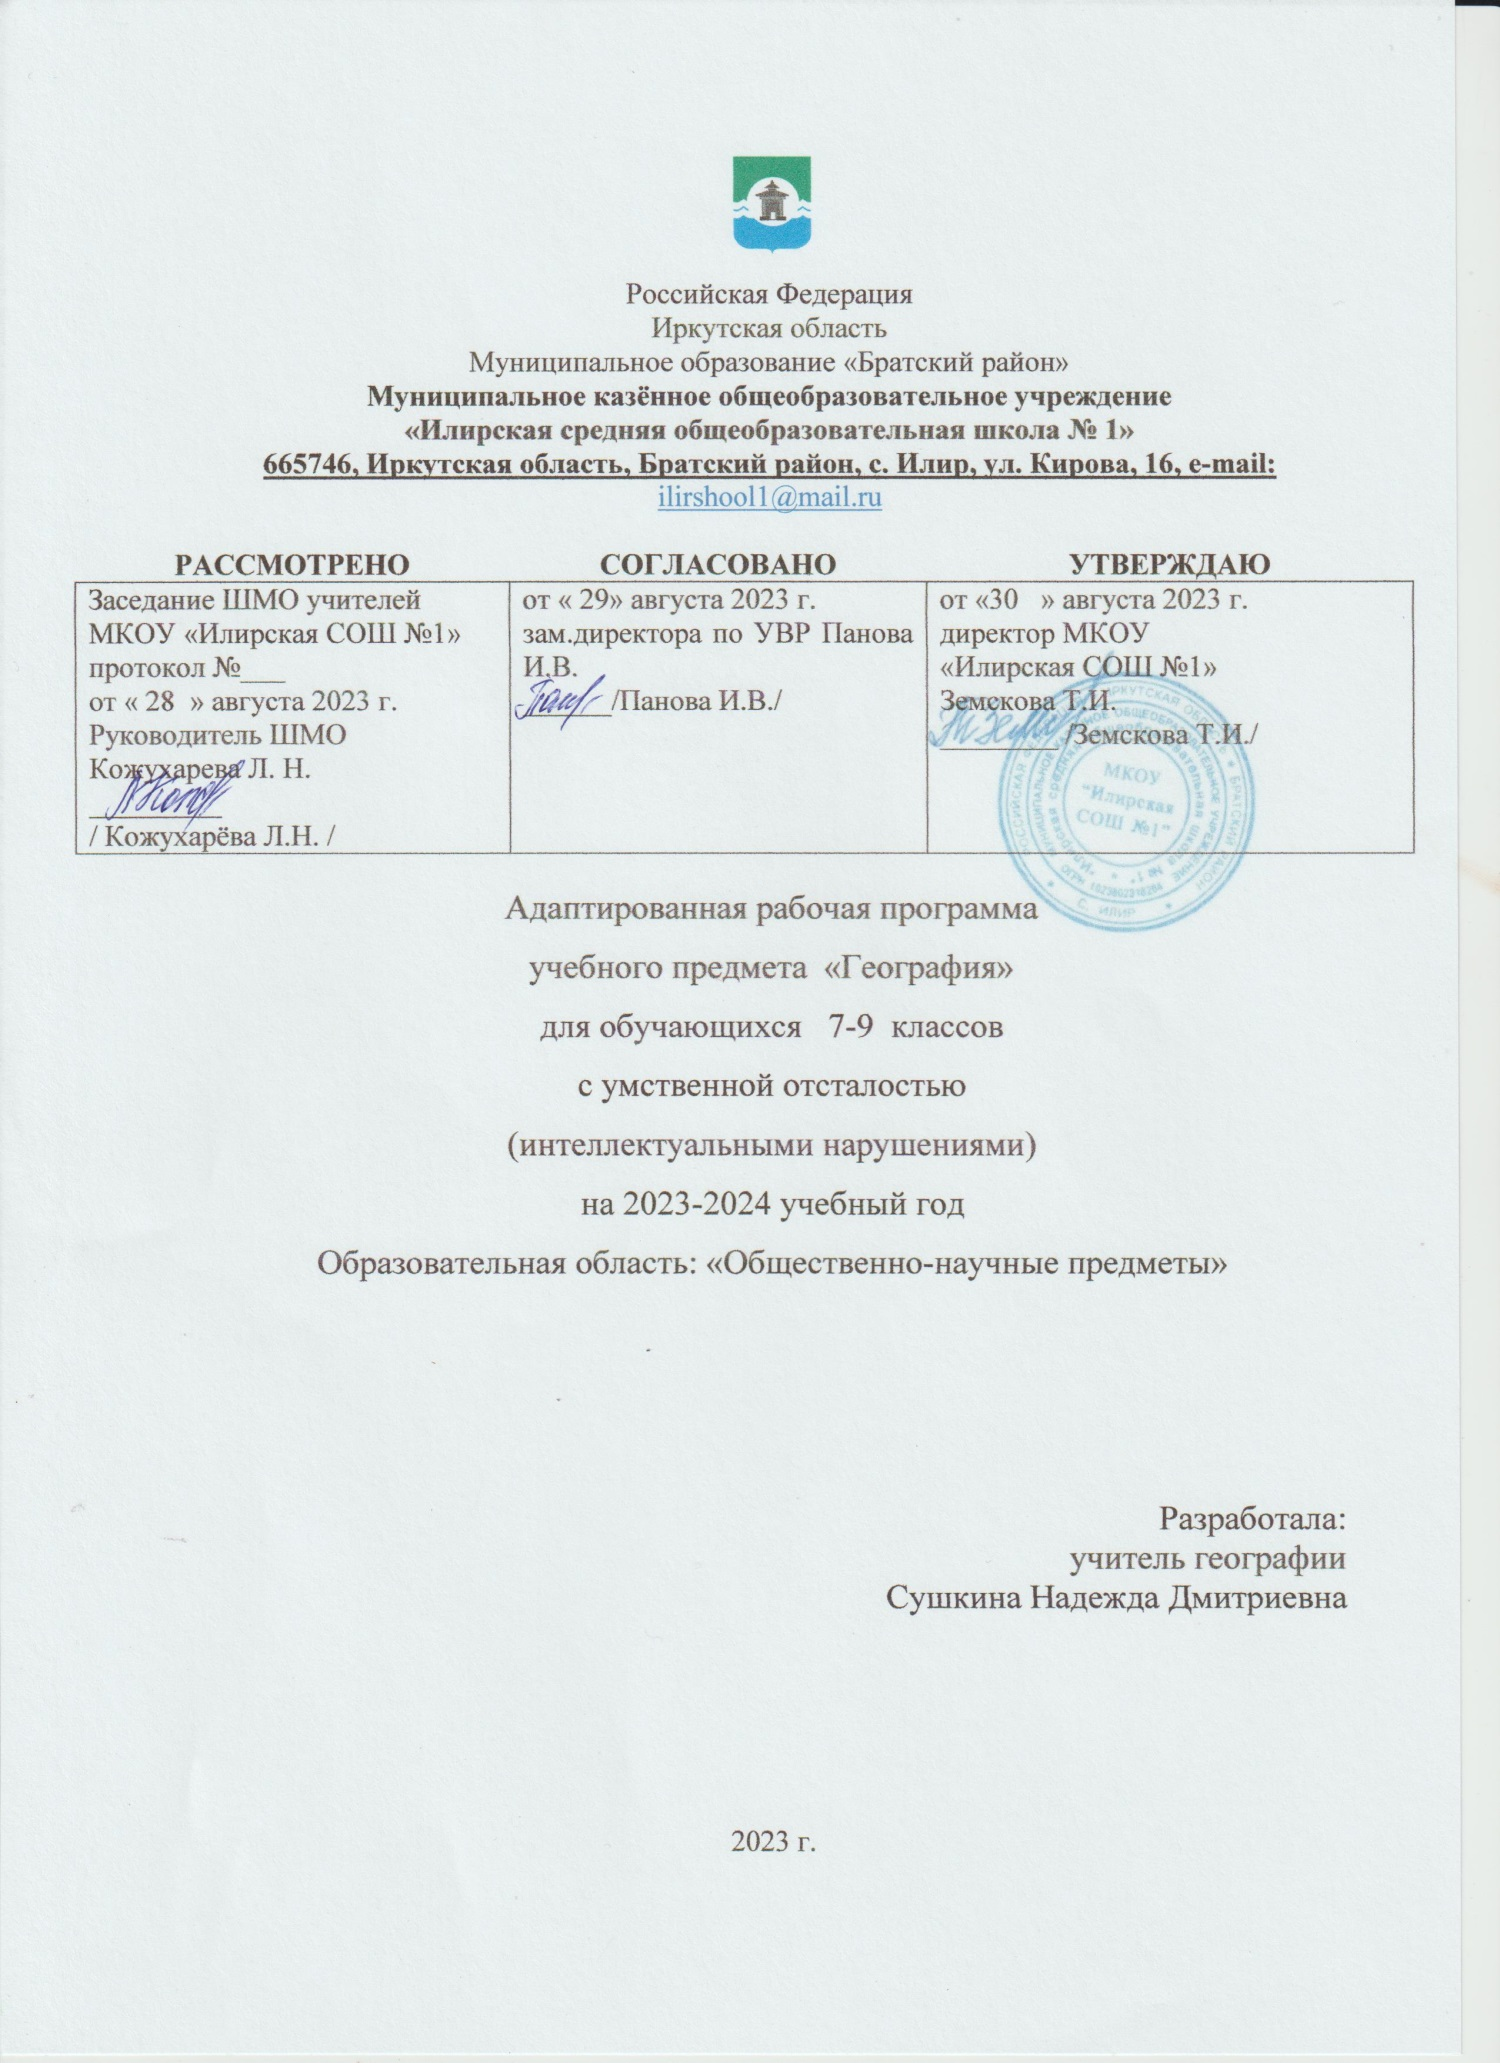 Российская Федерация
Иркутская область
Муниципальное образование «Братский район»
Муниципальное казённое общеобразовательное учреждение
«Илирская средняя общеобразовательная школа № 1»
665746, Иркутская область, Братский район, с. Илир, ул. Кирова, 16, e-mail:
ilirshool1@mail.ru
РАССМОТРЕНО
Заседание ШМО учителей
МКОУ «Илирская СОШ №1»
протокол №___
от « 28 » августа 2023 г.
Руководитель ШМО
Кожухарева Л. Н.
/ Кожухарёва Л.Н. /
СОГЛАСОВАНО
от « 29» августа 2023 г.
зам.директора по УВР Панова
И.В.
/Панова И.В./
УТВЕРЖДАЮ
от «30 » августа 2023 г.
директор МКОУ
«Илирская СОШ №1»
Земскова Т.И.
/Земскова Т.И./
МКОУ
"Илирская
СОШ №1"
С. ИЛИР
Адаптированная рабочая программа
учебного предмета «География»
для обучающихся 7-9 классов
с умственной отсталостью
(интеллектуальными нарушениями)
на 2023-2024 учебный год
Образовательная область: «Общественно-научные предметы»
Разработала:
учитель географии
Сушкина Надежда Дмитриевна
2023 г.